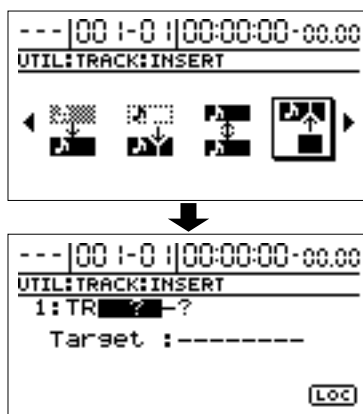 ---|001-01|00:00:00-00.00
UTIL:TRACK:INSERT
---|001-01|00:00:00-00.00
UTIL:TRACK:INSERT
1:TR ? -?
Target :--------
LOC